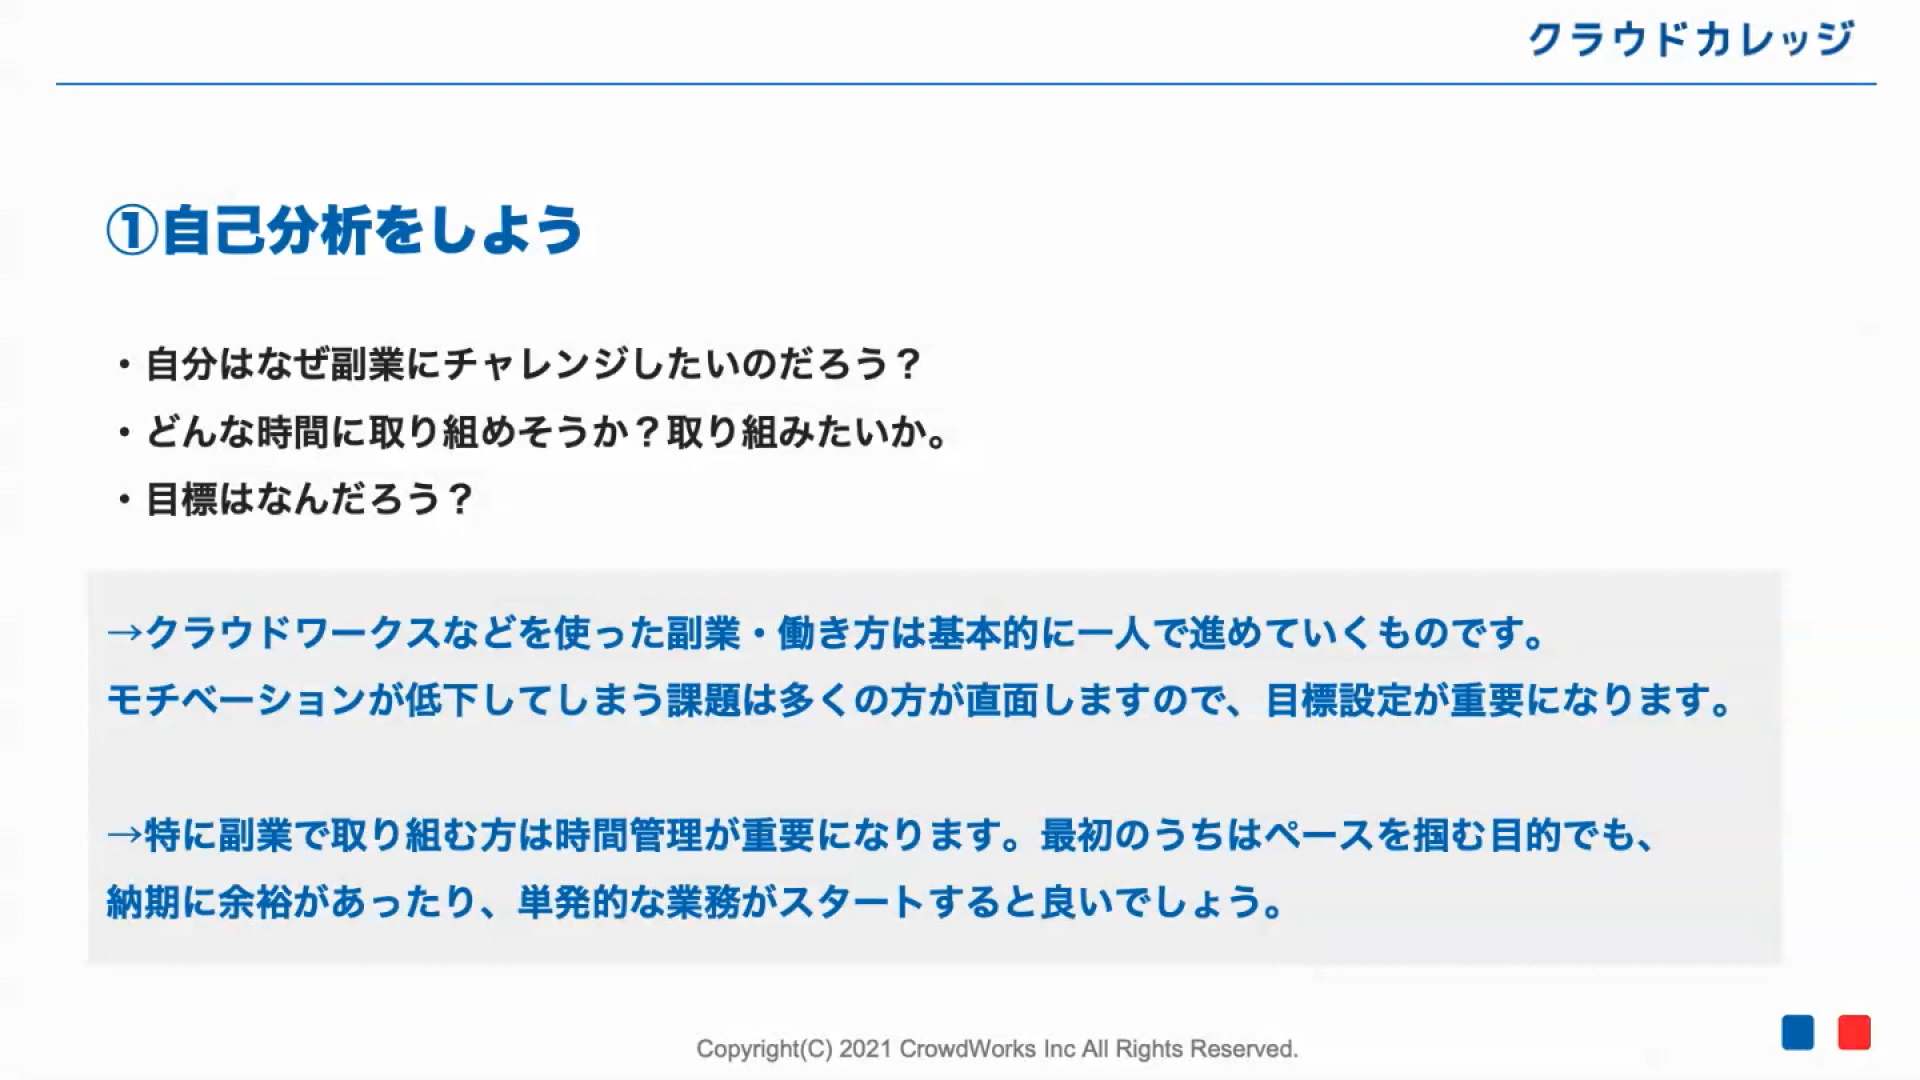 クラウドカレッジ
①自己分析をしよう
・自分はなぜ副業にチャレンジしたいのだろう？
・どんな時間に取り組めそうか？取り組みたいか。
・目標はなんだろう？
→クラウドワークスなどを使った副業・働き方は基本的に一人で進めていくものです。
モチベーションが低下してしまう課題は多くの方が直面しますので、目標設定が重要になります。
→特に副業で取り組む方は時間管理が重要になります。最初のうちはペースを掴む目的でも、
納期に余裕があったり、単発的な業務がスタートすると良いでしょう。
Copyright(C) 2021 CrowdWorks Inc All Rights Reserved.